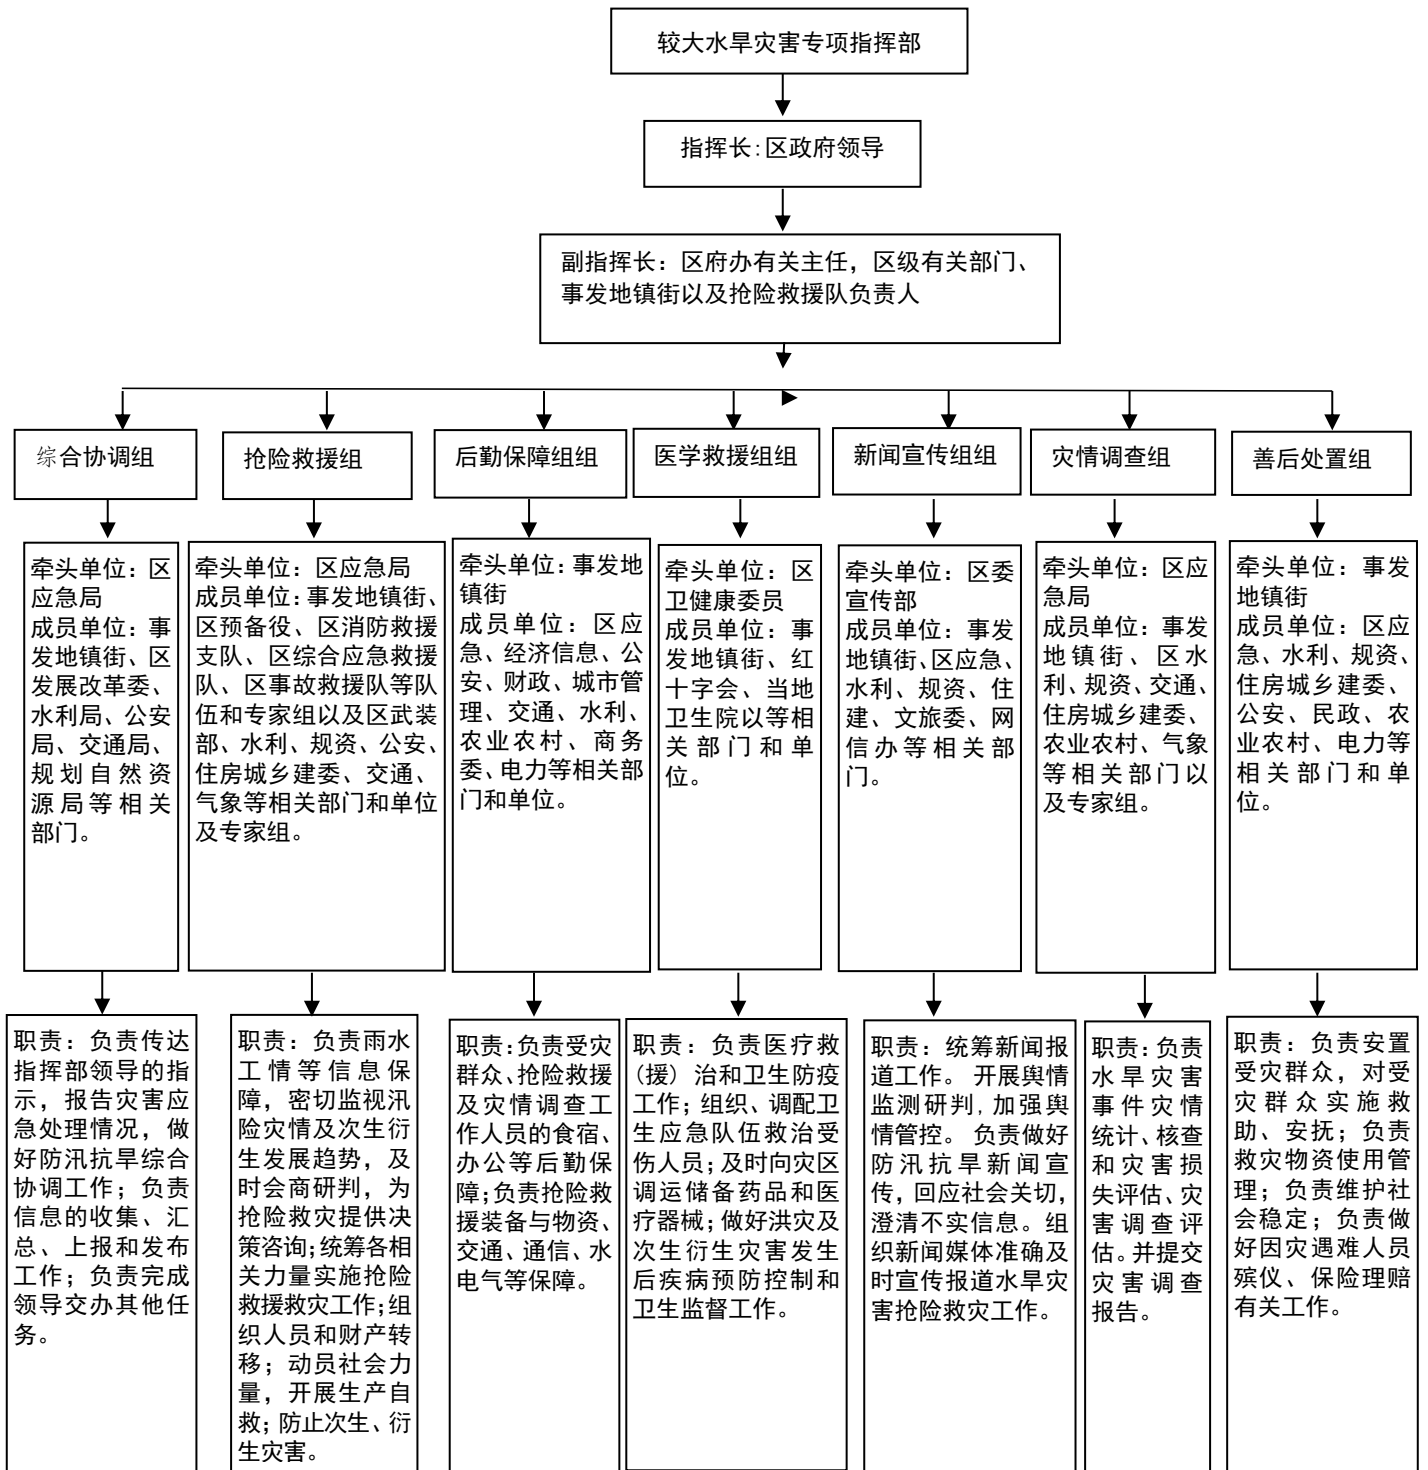 较大水旱灾害专项指挥部
指挥长:区政府领导
副指挥长：区府办有关主任，区级有关部门、
事发地镇街以及抢险救援队负责人
综合协调组
抢险救援组
后勤保障组组
医学救援组组
新闻宣传组组
灾情调查组
善后处置组
牵头单位：区
应急局
成员单位：事
发地镇街、区
发展改革委、
水利局、公安
局、交通局、
规划自然资
源局等相关
部门。
牵头单位：区应急局
成员单位：事发地镇街、
区预备役、区消防救援
支队、区综合应急救援
队、区事故救援队等队
伍和专家组以及区武装
部、水利、规资、公安、
住房城乡建委、交通、
气象等相关部门和单位
及专家组。
牵头单位：事发地
镇街
成员单位：区应
急、经济信息、公
安、财政、城市管
理、交通、水利、
农业农村、商务
委、电力等相关部
门和单位。
牵头单位：区
卫健康委员
成员单位：事
发地镇街、红
十字会、当地
卫生院以等相
关部门和单
位。
牵头单位：区委
宣传部
成员单位：事发
地镇街、区应急、
水利、规资、住
建、文旅委、网
信办等相关部
门。
牵头单位：区应
急局
成员单位：事发
地镇街、区水
利、规资、交通、
住房城乡建委、
农业农村、气象
等相关部门以
及专家组。
牵头单位：事发
地镇街
成员单位：区应
急、水利、规资、
住房城乡建委、
公安、民政、农
业农村、电力等
相关部门和单
位。
职责：负责传达
指挥部领导的指
示，报告灾害应
急处理情况，做
好防汛抗旱综合
协调工作；负责
信息的收集、汇
总、上报和发布
工作；负责完成
领导交办其他任
务。
职责：负责雨水
工情等信息保
障，密切监视汛
险灾情及次生衍
生发展趋势，及
时会商研判，为
抢险救灾提供决
策咨询；统筹各相
关力量实施抢险
救援救灾工作；组
织人员和财产转
移；动员社会力
量，开展生产自
救；防止次生、衍
生灾害。
职责：负责受灾
群众、抢险救援
及灾情调查工
作人员的食宿、
办公等后勤保
障；负责抢险救
援装备与物资、
交通、通信、水
电气等保障。
职责：负责医疗救
（援）治和卫生防疫
工作；组织、调配卫
生应急队伍救治受
伤人员；及时向灾区
调运储备药品和医
疗器械；做好洪灾及
次生衍生灾害发生
后疾病预防控制和
卫生监督工作。
职责：统筹新闻报
道工作。 开展舆情
监测研判，加强舆
情管控。 负责做好
防汛抗旱新闻宣
传，回应社会关切，
澄清不实信息。组
织新闻媒体准确及
时宣传报道水旱灾
害抢险救灾工作。
职责：负责
水旱灾害
事件灾情
统计、核查
和灾害损
失评估、灾
害调查评
估。并提交
灾害调查
报告。
职责：负责安置
受灾群众，对受
灾群众实施救
助、安抚；负责
救灾物资使用管
理；负责维护社
会稳定；负责做
好因灾遇难人员
殡仪、保险理赔
有关工作。